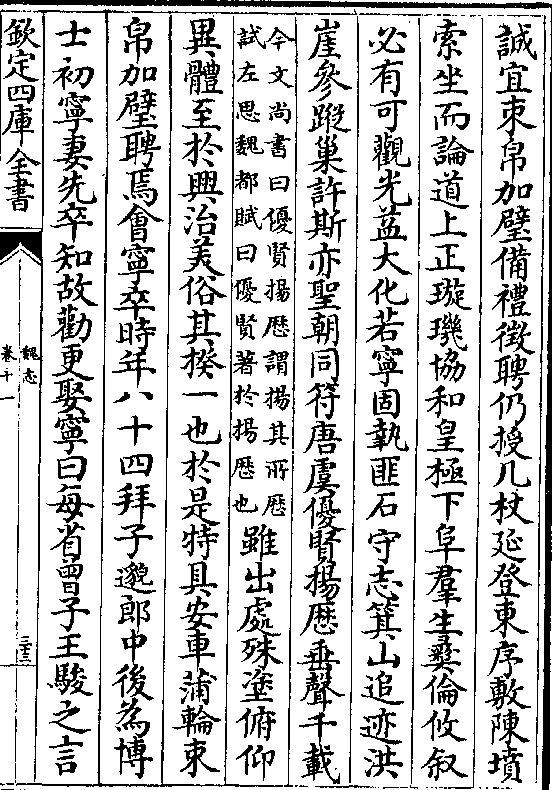 誠宜束帛加璧備禮徵聘仍授几杖延登東序敷陳墳
索坐而論道上正璇璣協和皇極下阜羣生彛倫攸叙
必有可觀光益大化若寧固執匪石守志箕山追迹洪
崖參蹤巢許斯亦聖朝同符唐虞優賢揚歴垂聲千載
今文尚書曰優賢揚歴謂揚其所歴
試左思魏都賦曰優賢著於揚歴也
雖出處殊塗俯仰
異體至於興治美俗其揆一也於是特具安車蒲輪束
帛加璧聘焉會寧卒時年八十四拜子邈郎中後為博
士初寧妻先卒知故勸更娶寧曰每省曾子王駿之言
欽定四庫全書
魏志
卷十一
三十三